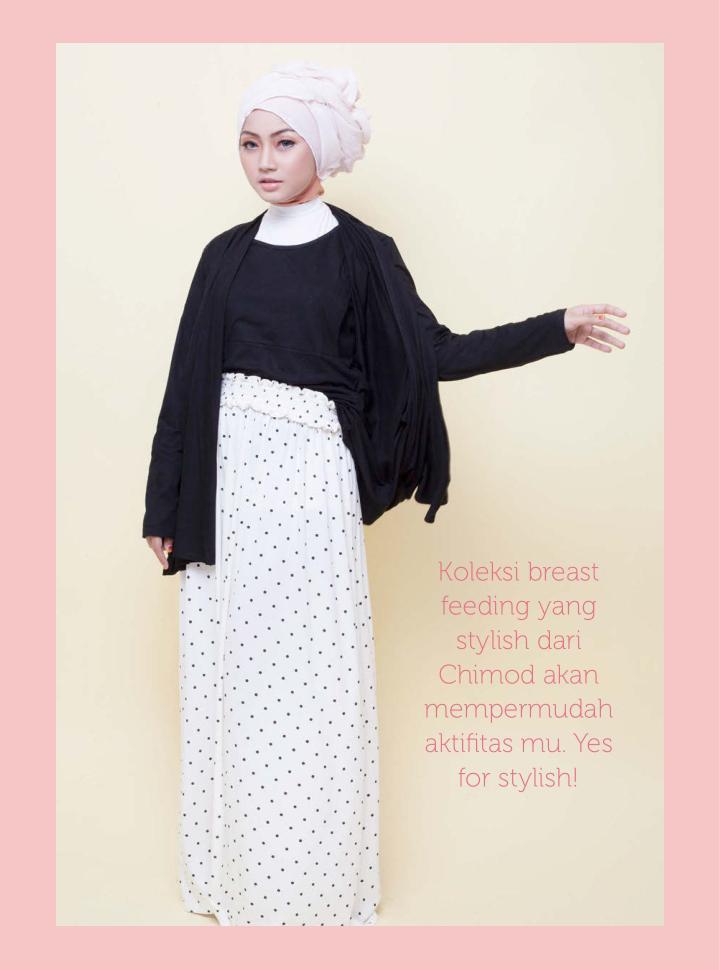 Koleksi breast
feeding yang
stylish dari
Chimod akan
mempermudah
aktifitas mu. Yes
for stylish!